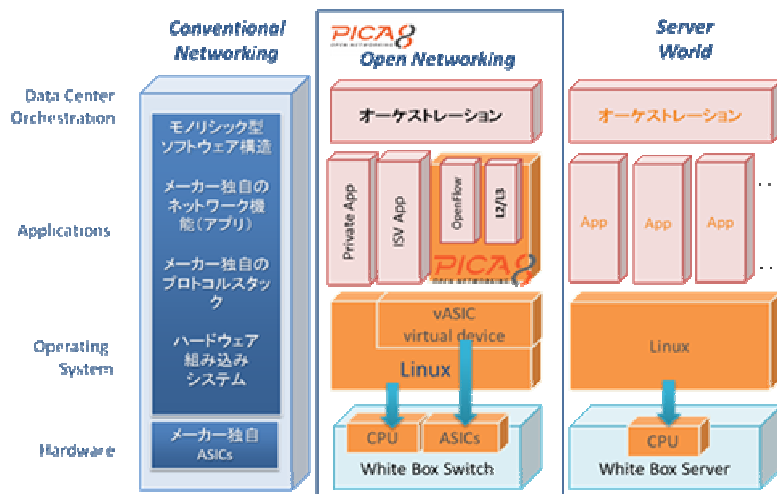 Conventional
Networking
PICA8
OPEN NETWORKING
Open Networking
Server
World
Data Center
Orchestration
Applications
Operating
System
Hardware
モノリシック型
ソフトウェア構造
メーカー独自の
ネットワーク機
能(アプリ)
メーカー独自の
プロトコルスタッ
ク
ハードウェア
組み込み
システム
メーカー独自
ASICs
オーケストレーション
Private App
ISV App
OpenFlow
L2/L3
PICA8
OPEN NETWORKING
vASIC
virtual device
Linux
CPU
ASICs
White Box Switch
オーケストレーション
App
App
App
. .
. .
Linux
CPU
White Box Server